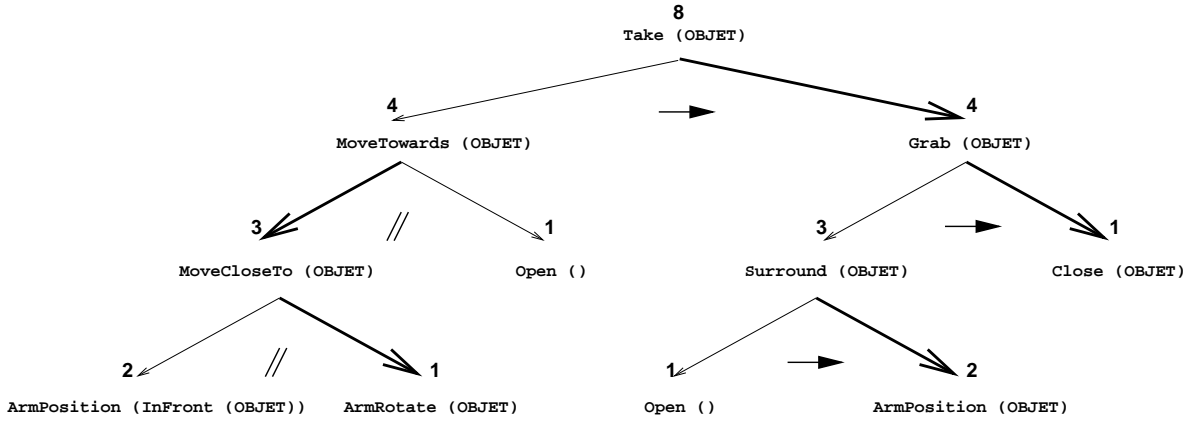 8
Take (OBJET)
4 4
MoveTowards (OBJET) Grab (OBJET)
3 // 1 3 1
MoveCloseTo (OBJET) Open () Surround (OBJET) Close (OBJET)
2 // 1 1 2
ArmPosition (InFront (OBJET)) ArmRotate (OBJET) Open () ArmPosition (OBJET)